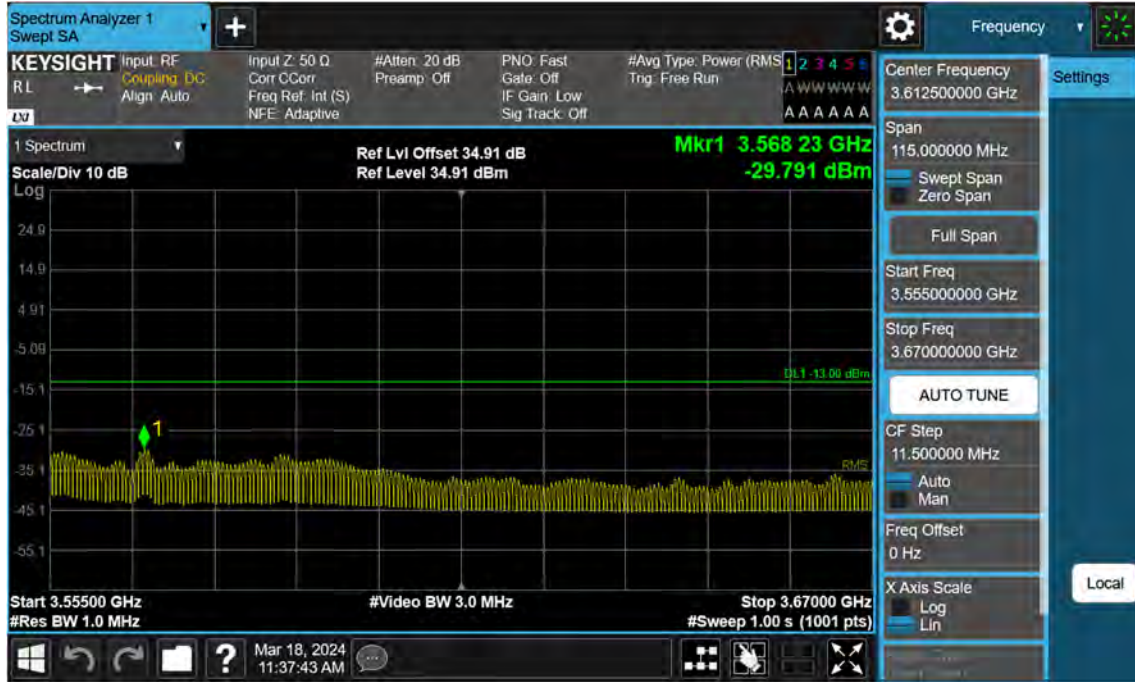 Spectrum Analyzer 1
Swept SA
+
Frequency
KEYSIGHT
RL
LXI
Input: RF
Coupling: DC
Align: Auto
Input Z: 50 Ω
Corr CCorr
Freq Ref: Int (S)
NFE: Adaptive
#Atten: 20 dB
Preamp: Off
PNO: Fast
Gate: Off
IF Gain: Low
Sig Track: Off
#Avg Type: Power (RMS
Trig: Free Run
1 2 3 4 5 6
A W W W W W
A A A A A A
1 Spectrum
Scale/Div 10 dB
Ref Lvl Offset 34.91 dB
Ref Level 34.91 dBm
Mkr1 3.568 23 GHz
-29.791 dBm
Log
24.9
14.9
4.91
-5.09
DL1 -13.00 dBm
-15.1
-25.1
1
RMS
-35.1
-45.1
-55.1
Start 3.55500 GHz
#Res BW 1.0 MHz
#Video BW 3.0 MHz
Stop 3.67000 GHz
#Sweep 1.00 s (1001 pts)
?
Mar 18, 2024
11:37:43 AM
Center Frequency
3.612500000 GHz
Span
115.000000 MHz
Swept Span
Zero Span
Full Span
Start Freq
3.555000000 GHz
Stop Freq
3.670000000 GHz
AUTO TUNE
CF Step
11.500000 MHz
Auto
Man
Freq Offset
0 Hz
X Axis Scale
Log
Lin
Settings
Local